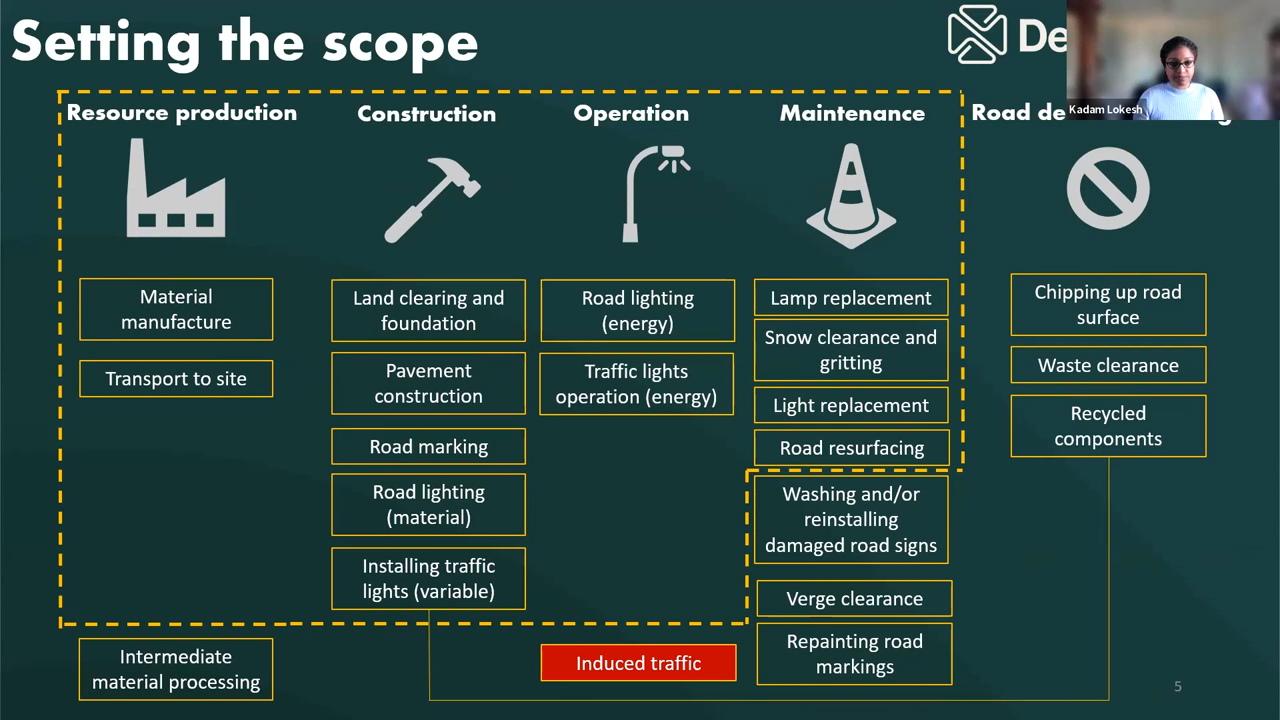 Setting the scope
De
Kadam Lokesh
Resource production
Construction
Operation
Maintenance
Road
Material
manufacture
Transport to site
Intermediate
material processing
Land clearing and
foundation
Pavement
construction
Road marking
Road lighting
(material)
Installing traffic
lights (variable)
Road lighting
(energy)
Traffic lights
operation (energy)
Induced traffic
Lamp replacement
Snow clearance and
gritting
Light replacement
Road resurfacing
Washing and/or
reinstalling
damaged road signs
Verge clearance
Repainting road
markings
Chipping up road
surface
Waste clearance
Recycled
components
5